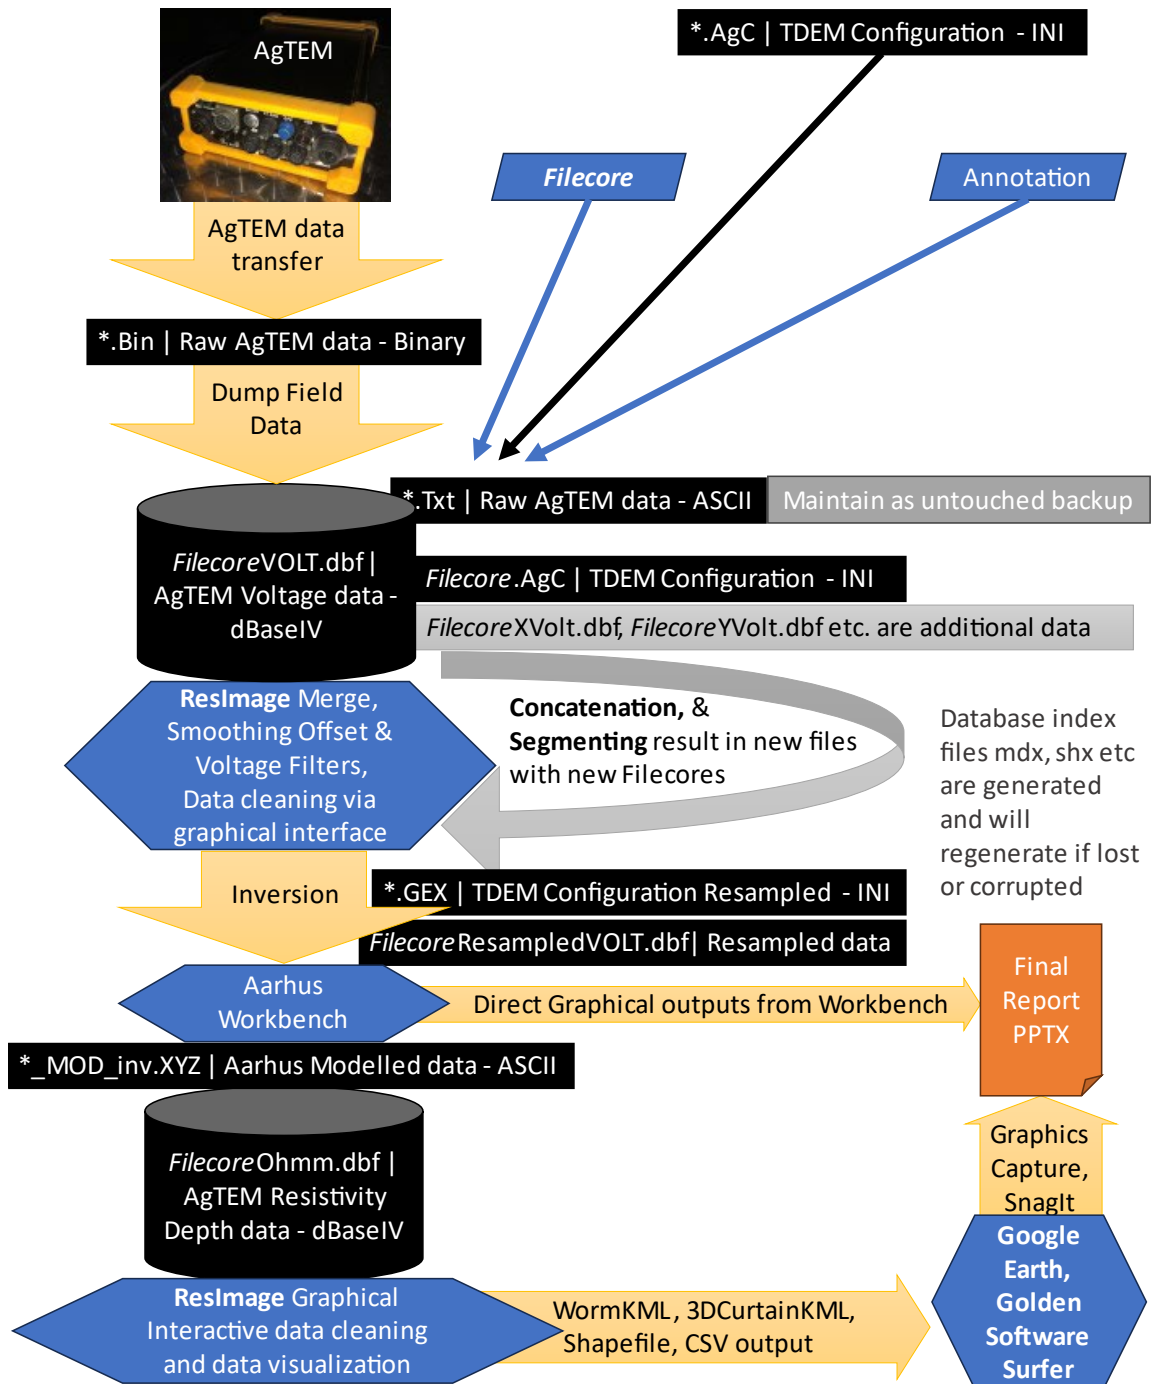 AgTEM
*.AgC | TDEM Configuration - INI
Filecore
Annotation
AgTEM data
transfer
*.Bin | Raw AgTEM data - Binary
Dump Field
Data
*.Txt | Raw AgTEM data - ASCII
Maintain as untouched backup
FilecoreVOLT.dbf |
AgTEM Voltage data -
dBaseIV
Filecore.AgC | TDEM Configuration - INI
FilecoreXVolt.dbf, FilecoreYVolt.dbf etc. are additional data
ResImage Merge,
Smoothing Offset &
Voltage Filters,
Data cleaning via
graphical interface
Concatenation, &
Segmenting result in new files
with new Filecores
Database index
files mdx, shx etc
are generated
and will
regenerate if lost
or corrupted
Inversion
*.GEX | TDEM Configuration Resampled - INI
FilecoreResampledVOLT.dbf| Resampled data
Aarhus
Workbench
Direct Graphical outputs from Workbench
Final
Report
PPTX
*_MOD_inv.XYZ | Aarhus Modelled data - ASCII
FilecoreOhmm.dbf |
AgTEM Resistivity
Depth data - dBaseIV
Graphics
Capture,
SnagIt
ResImage Graphical
Interactive data cleaning
and data visualization
WormKML, 3DCurtainKML,
Shapefile, CSV output
Google
Earth,
Golden
Software
Surfer